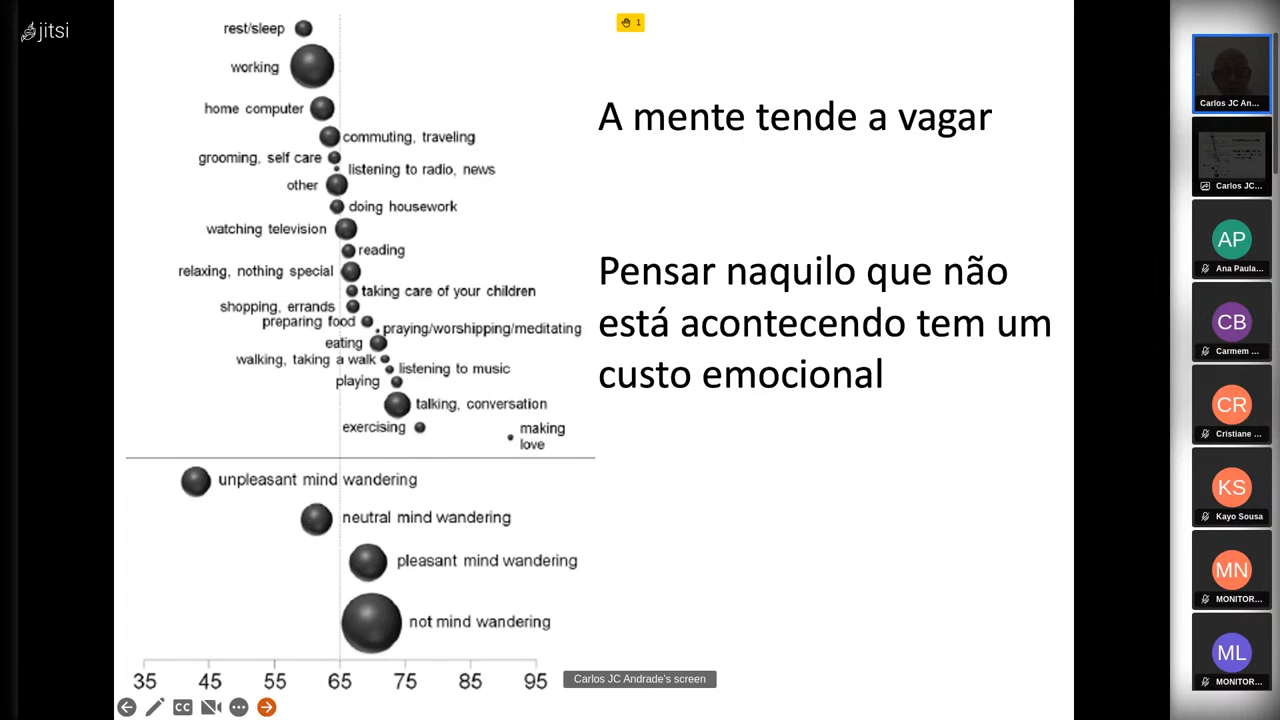 jitsi
1
rest/sleep
working
home computer
commuting, traveling
grooming, self care
listening to radio, news
other
doing housework
watching television
reading
relaxing, nothing special
taking care of your children
shopping, errands
preparing food
praying/worshipping/meditating
eating
walking, taking a walk
listening to music
playing
talking, conversation
exercising
making
love
unpleasant mind wandering
neutral mind wandering
pleasant mind wandering
not mind wandering
35 45 55 65 75 85 95
A mente tende a vagar
Pensar naquilo que não
está acontecendo tem um
custo emocional
Carlos JC Andrade's screen
CC
Carlos JC An...
Carlos JC...
AP
Ana Paula...
CB
Carmem ...
CR
Cristiane ...
KS
Kayo Sousa
MN
MONITOR...
ML
MONITOR...